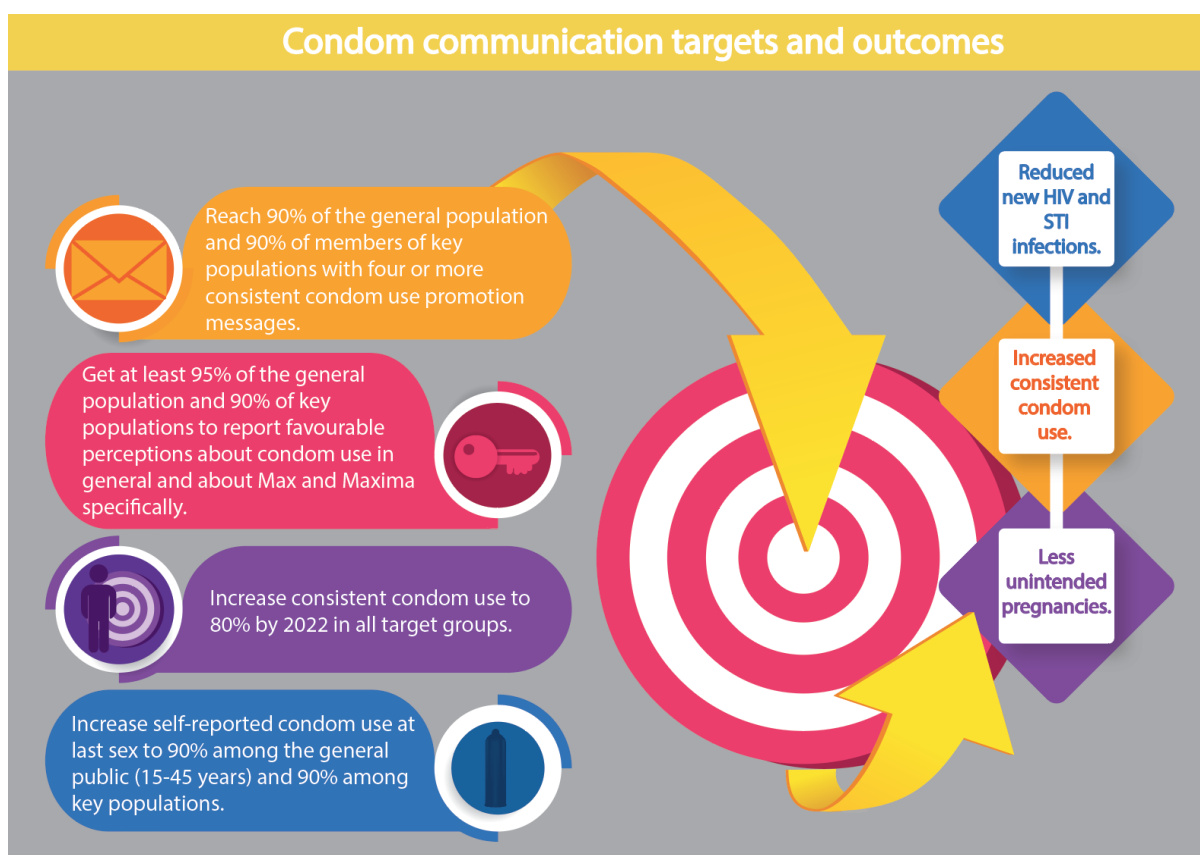 Condom communication targets and outcomes
Reach 90% of the general population
and 90% of members of key
populations with four or more
consistent condom use promotion
messages.
Get at least 95% of the general
population and 90% of key
populations to report favourable
perceptions about condom use in
general and about Max and Maxima
specifically.
Increase consistent condom use to
80% by 2022 in all target groups.
Increase self-reported condom use at
last sex to 90% among the general
public (15-45 years) and 90% among
key populations.
Reduced
new HIV and
STI
infections.
Increased
consistent
condom
use.
Less
unintended
pregnancies.